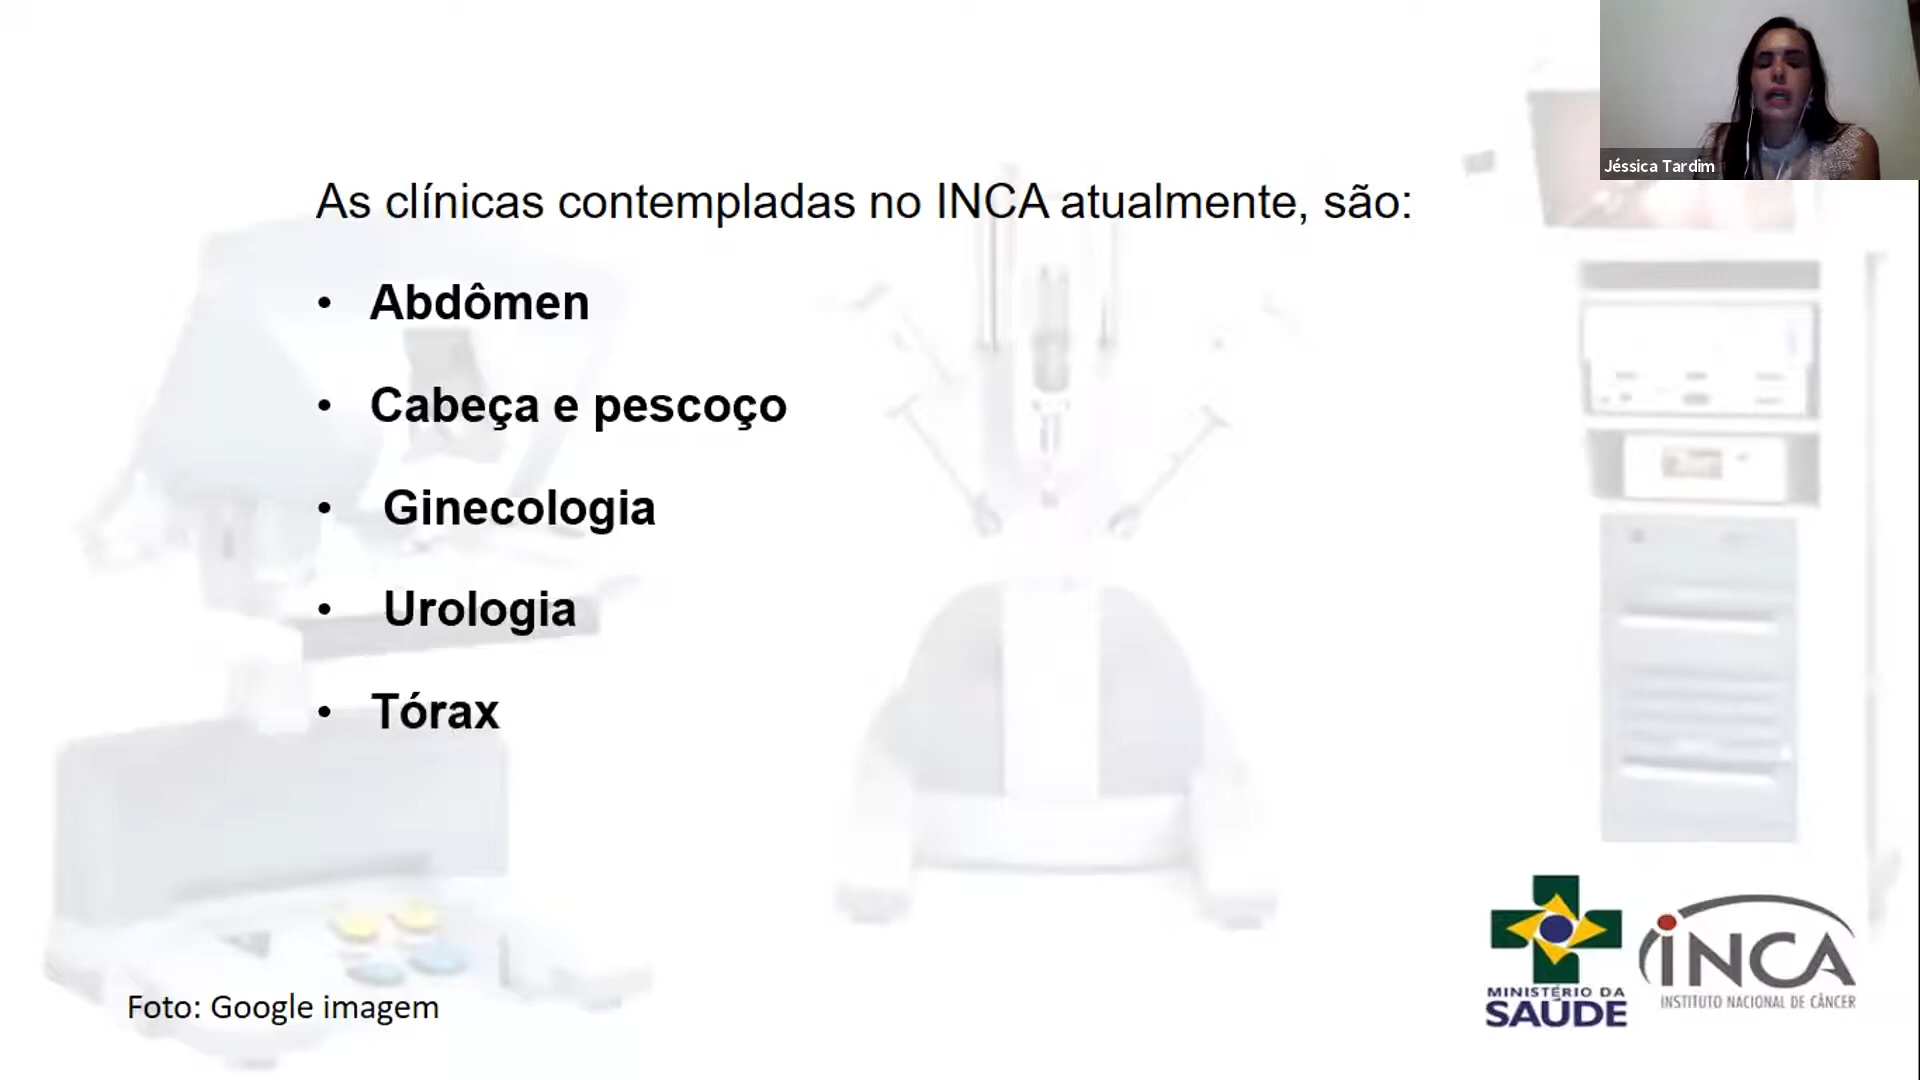 Jéssica Tardim
As clínicas contempladas no INCA atualmente, são:
• Abdômen
• Cabeça e pescoço
• Ginecologia
• Urologia
• Tórax
Foto: Google imagem
MINISTÉRIO DA
SAÚDE
INCA
INSTITUTO NACIONAL DE CÂNCER